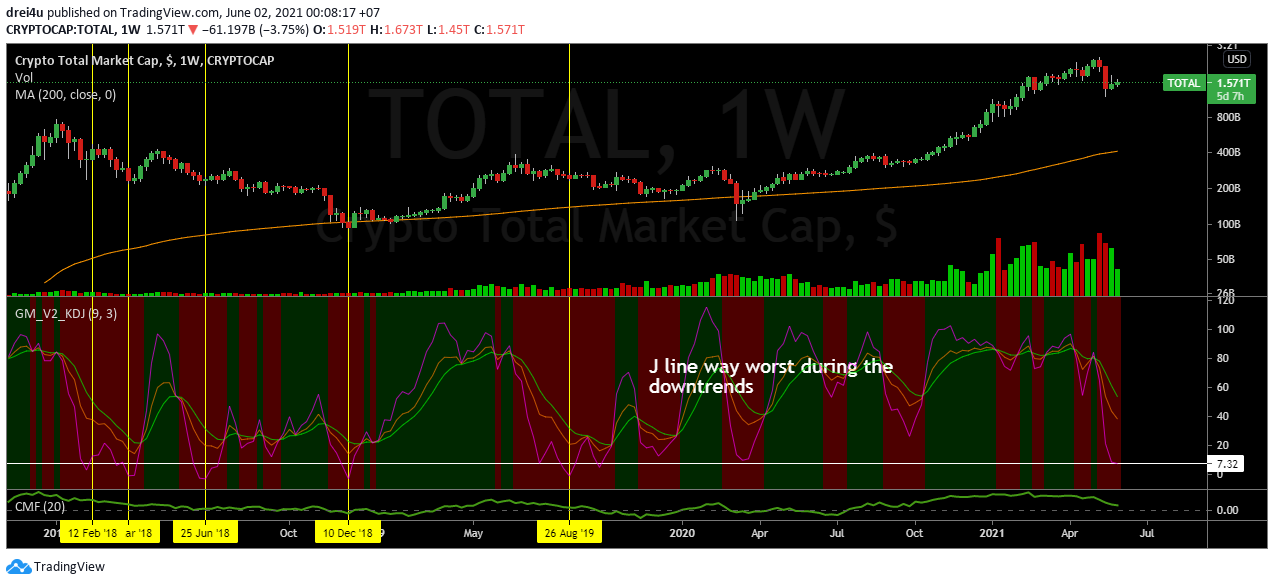 drei4u published on TradingView.com, June 02, 2021 00:08:17 +07
CRYPTOCAP:TOTAL, 1W 1.571T ▼ −61.197B (−3.75%) O:1.519T H:1.673T L:1.45T C:1.571T
Crypto Total Market Cap, $, 1W, CRYPTOCAP
Vol
MA (200, close, 0)
TOTAL, 1W
Crypto Total Market Cap, $
3.2T
USD
TOTAL 1.571T
5d 7h
800B
400B
200B
100B
50B
26B
GM_V2_KDJ (9, 3)
J line way worst during the
downtrends
120
100
80
60
40
20
7.32
0
CMF (20)
0.00
201 12 Feb '18 ar '18 25 Jun '18 Oct 10 Dec '18 9 May 26 Aug '19 2020 Apr Jul Oct 2021 Apr Jul
TradingView